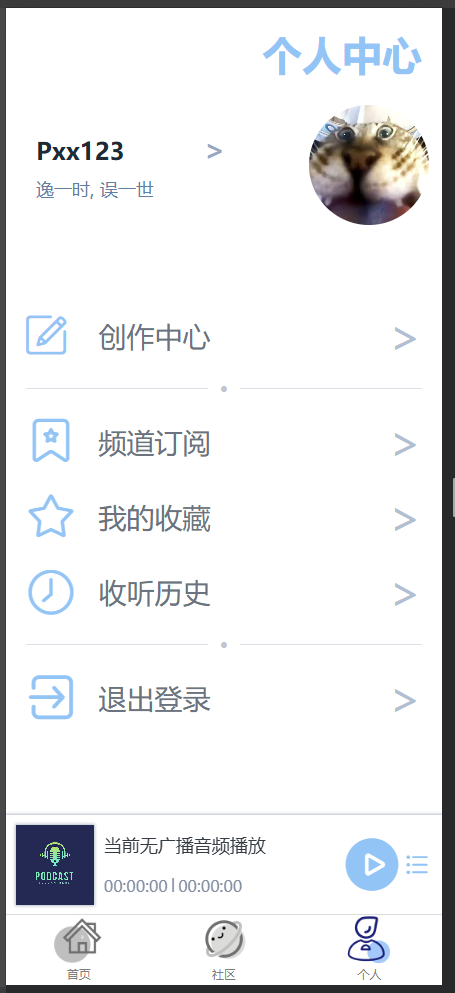 个人中心
Pxx123 >
逸一时, 误一世
创作中心 >
频道订阅 >
我的收藏 >
收听历史 >
退出登录 >
当前无广播音频播放
PODCAST
00:00:00 | 00:00:00
首页 社区 个人